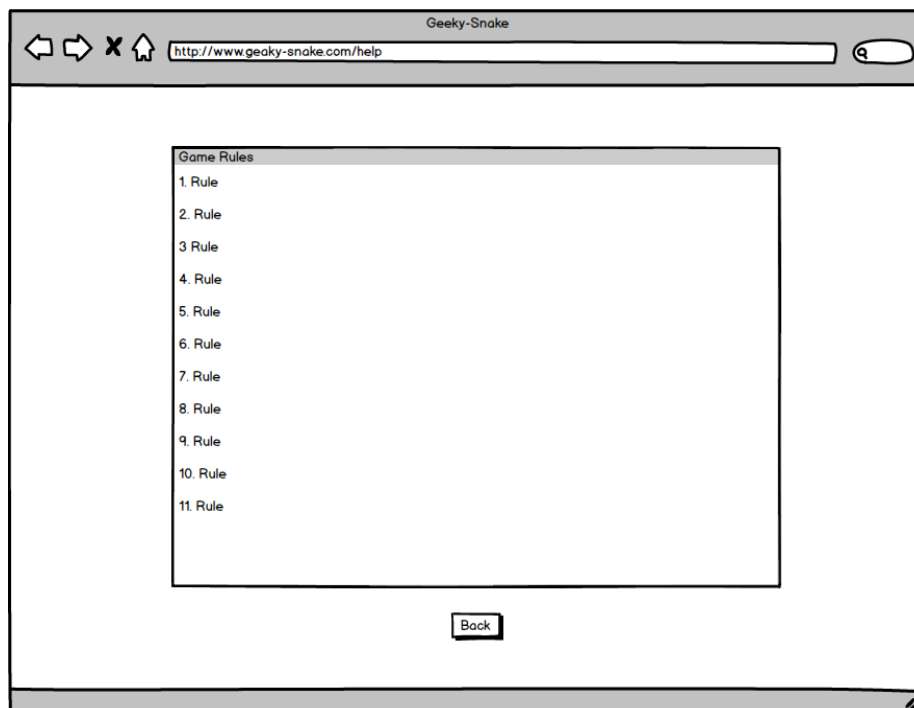 Geeky-Snake
http://www.geaky-snake.com/help
Game Rules
1. Rule
2. Rule
3 Rule
4. Rule
5. Rule
6. Rule
7. Rule
8. Rule
9. Rule
10. Rule
11. Rule
Back